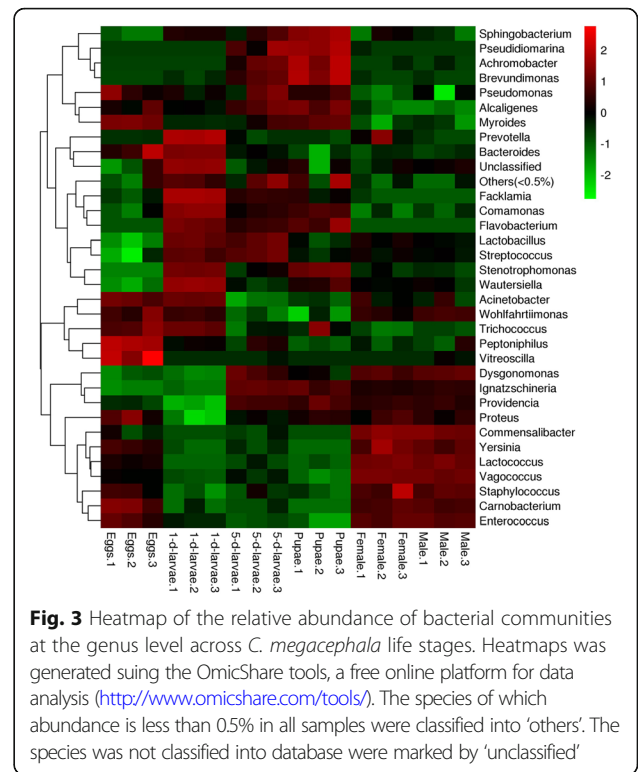 Sphingobacterium
Pseudidiomarina
Achromobacter
Brevundimonas
Pseudomonas
Alcaligenes
Myroides
Prevotella
Bacteroides
Unclassified
Others(<0.5%)
Facklamia
Comamonas
Flavobacterium
Lactobacillus
Streptococcus
Stenotrophomonas
Wautersiella
Acinetobacter
Wohlfahrtiimonas
Trichococcus
Peptoniphilus
Vitreoscilla
Dysgonomonas
Ignatzschineria
Providencia
Proteus
Commensalibacter
Yersinia
Lactococcus
Vagococcus
Staphylococcus
Carnobacterium
Enterococcus
2
1
0
-1
-2
Eggs.1
Eggs.2
Eggs.3
1-d-larvae.1
1-d-larvae.2
1-d-larvae.3
5-d-larvae.1
5-d-larvae.2
5-d-larvae.3
Pupae.1
Pupae.2
Pupae.3
Female.1
Female.2
Female.3
Male.1
Male.2
Male.3
Fig. 3 Heatmap of the relative abundance of bacterial communities
at the genus level across C. megacephala life stages. Heatmaps was
generated suing the OmicShare tools, a free online platform for data
analysis (http://www.omicshare.com/tools/). The species of which
abundance is less than 0.5% in all samples were classified into 'others'. The
species was not classified into database were marked by 'unclassified'